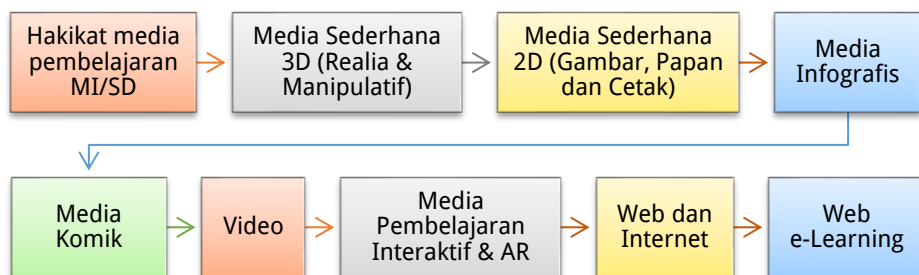 Hakikat media
pembelajaran
MI/SD
Media Sederhana
3D (Realia &
Manipulatif)
Media Sederhana
2D (Gambar, Papan
dan Cetak)
Media
Infografis
Media
Komik
Video
Media
Pembelajaran
Interaktif & AR
Web dan
Internet
Web
e-Learning